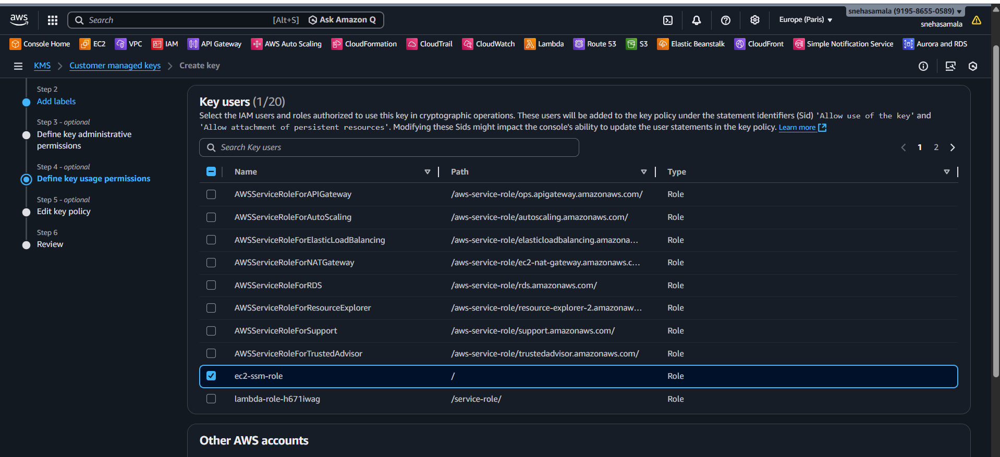 aws
Search [Alt+S] Ask Amazon Q
Europe (Paris)
snehasamala (9195-8655-0589)
snehasamala
Console Home EC2 VPC IAM API Gateway AWS Auto Scaling CloudFormation CloudTrail CloudWatch Lambda Route 53 S3 Elastic Beanstalk CloudFront Simple Notification Service Aurora and RDS
KMS Customer managed keys Create key
Step 2
Add labels
Step 3 - optional
Define key administrative
permissions
Step 4 - optional
Define key usage permissions
Step 5 - optional
Edit key policy
Step 6
Review
Key users (1/20)
Select the IAM users and roles authorized to use this key in cryptographic operations. These users will be added to the key policy under the statement identifiers (Sid) 'Allow use of the key' and
'Allow attachment of persistent resources'. Modifying these Sids might impact the console's ability to update the user statements in the key policy. Learn more
Search Key users
1 2
Name Path Type
AWSServiceRoleForAPIGateway /aws-service-role/ops.apigateway.amazonaws.com/ Role
AWSServiceRoleForAutoScaling /aws-service-role/autoscaling.amazonaws.com/ Role
AWSServiceRoleForElasticLoadBalancing /aws-service-role/elasticloadbalancing.amazona... Role
AWSServiceRoleForNATGateway /aws-service-role/ec2-nat-gateway.amazonaws.c... Role
AWSServiceRoleForRDS /aws-service-role/rds.amazonaws.com/ Role
AWSServiceRoleForResourceExplorer /aws-service-role/resource-explorer-2.amazonaw... Role
AWSServiceRoleForSupport /aws-service-role/support.amazonaws.com/ Role
AWSServiceRoleForTrustedAdvisor /aws-service-role/trustedadvisor.amazonaws.com/ Role
ec2-ssm-role / Role
lambda-role-h671iwag /service-role/ Role
Other AWS accounts